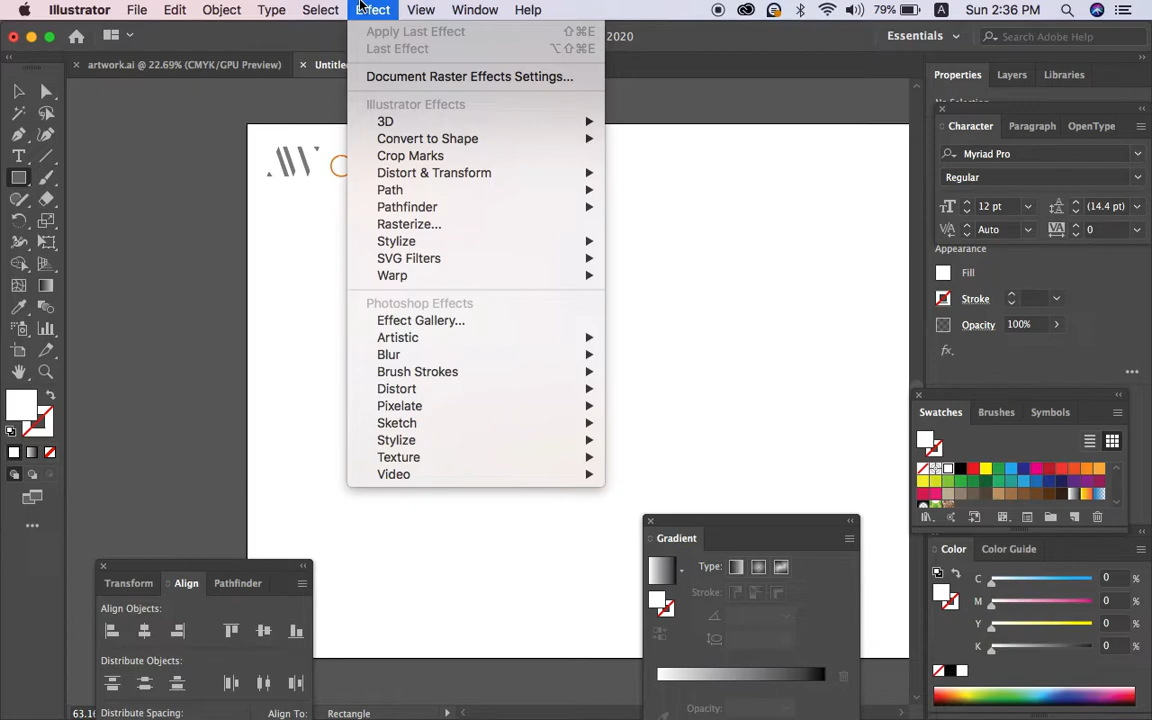 Illustrator File Edit Object Type Select Effect View Window Help 79% A Sun 2:36 PM
2020 Essentials Search Adobe Help
× artwork.ai @ 22.69% (CMYK/GPU Preview) × 
Apply Last Effect ⇧⌘E
Last Effect ⌥⇧⌘E
Document Raster Effects Settings...
Illustrator Effects
3D
Convert to Shape
Crop Marks
Distort & Transform
Path
Pathfinder
Rasterize...
Stylize
SVG Filters
Warp
Photoshop Effects
Effect Gallery...
Artistic
Blur
Brush Strokes
Distort
Pixelate
Sketch
Stylize
Texture
Video
Properties Layers Libraries
Character Paragraph OpenType
Myriad Pro
Regular
12 pt (14.4 pt)
Auto 0
Appearance
Fill
Stroke
Opacity 100%
fx.
Swatches Brushes Symbols
Color Color Guide
C 0 %
M 0 %
Y 0 %
K 0 %
Gradient
Type:
Stroke:
Transform Align Pathfinder
Align Objects:
Distribute Objects:
Distribute Spacing: Align To:
Rectangle